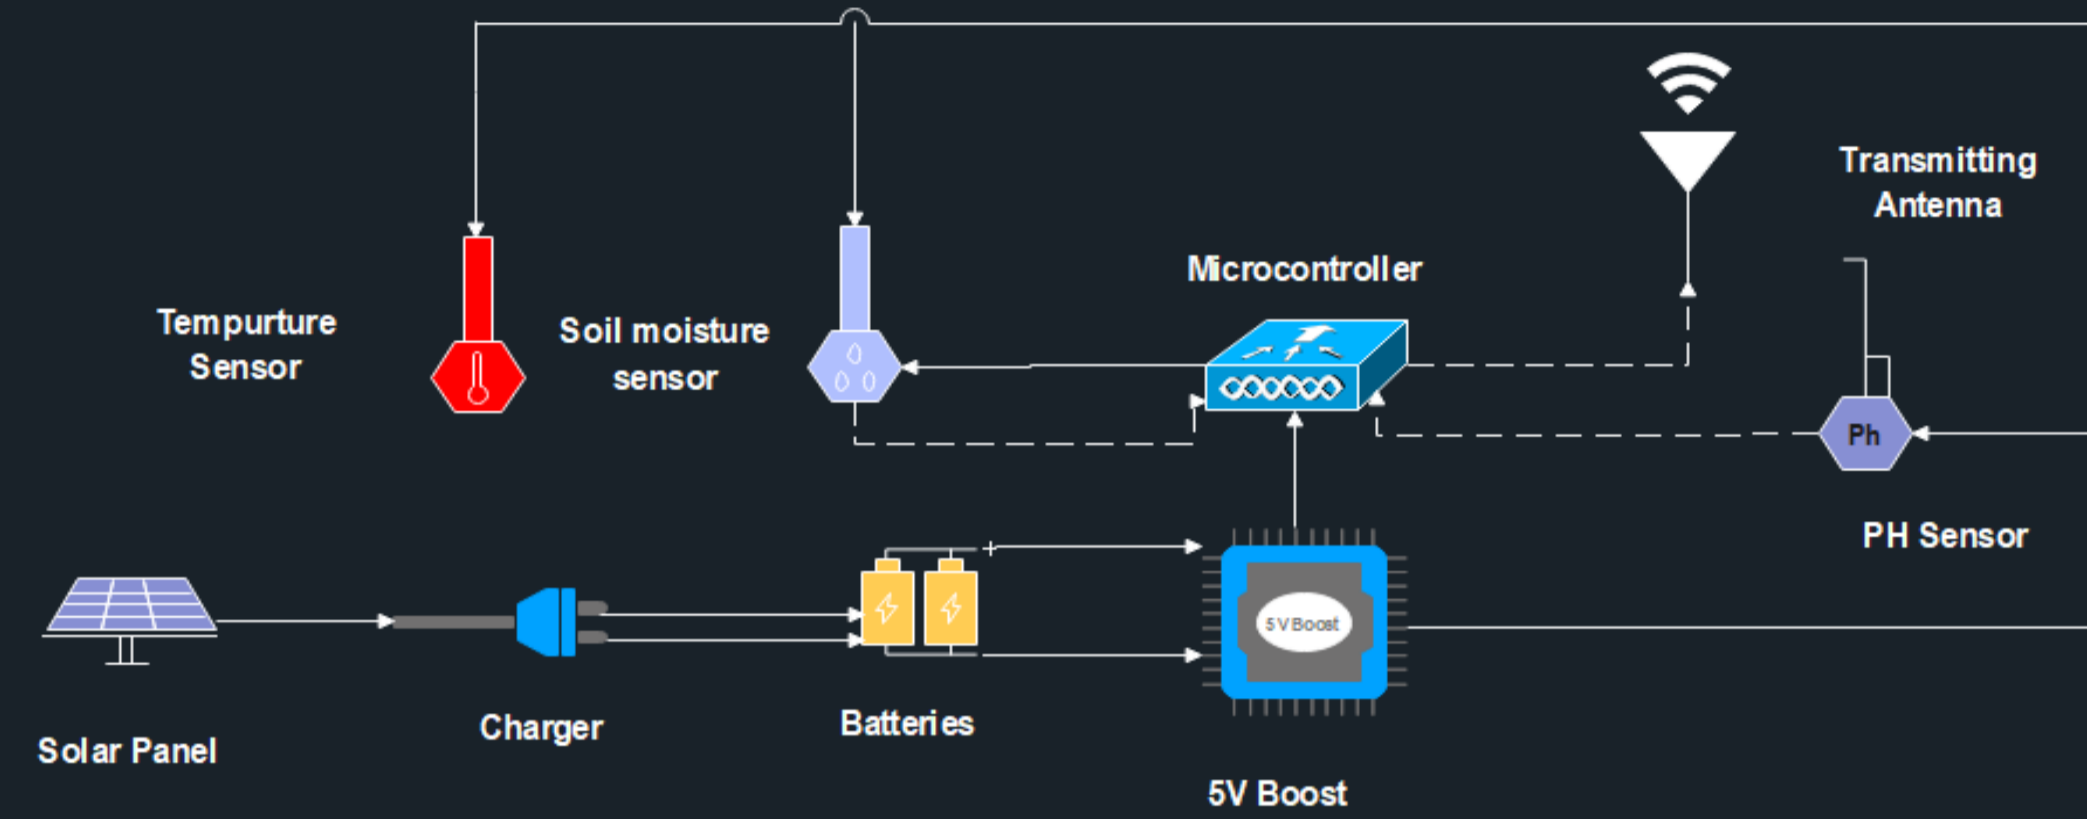 Transmitting
Antenna
Microcontroller
Tempurture
Sensor
Soil moisture
sensor
Ph
PH Sensor
+
5V Boost
Solar Panel
Charger
Batteries
5V Boost